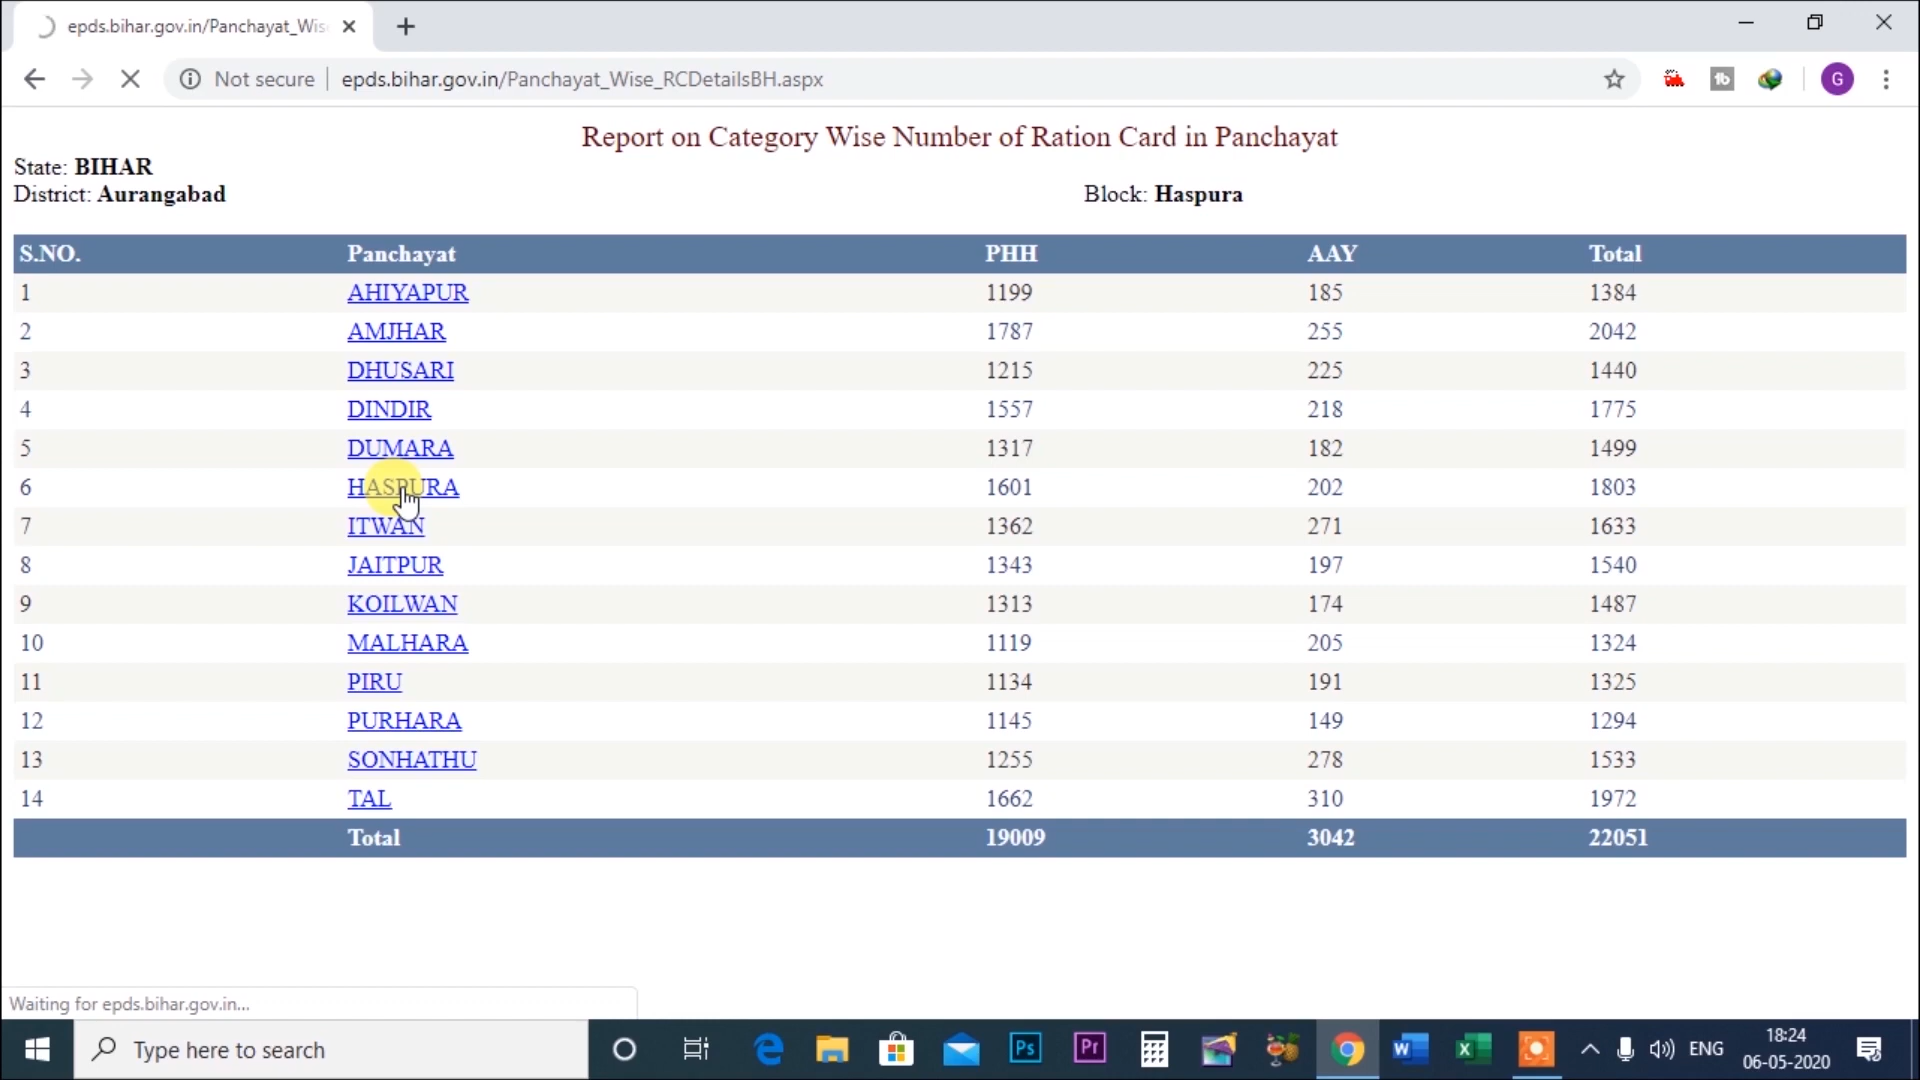 epds.bihar.gov.in/Panchayat_Wis
Not secure epds.bihar.gov.in/Panchayat_Wise_RCDetailsBH.aspx G
Report on Category Wise Number of Ration Card in Panchayat
State: BIHAR
District: Aurangabad Block: Haspura
S.NO. Panchayat PHH AAY Total
1 AHIYAPUR 1199 185 1384
2 AMJHAR 1787 255 2042
3 DHUSARI 1215 225 1440
4 DINDIR 1557 218 1775
5 DUMARA 1317 182 1499
6 HASPURA 1601 202 1803
7 ITWAN 1362 271 1633
8 JAITPUR 1343 197 1540
9 KOILWAN 1313 174 1487
10 MALHARA 1119 205 1324
11 PIRU 1134 191 1325
12 PURHARA 1145 149 1294
13 SONHATHU 1255 278 1533
14 TAL 1662 310 1972
Total 19009 3042 22051
Waiting for epds.bihar.gov.in...
Type here to search Ps Pr ENG 18:24
06-05-2020